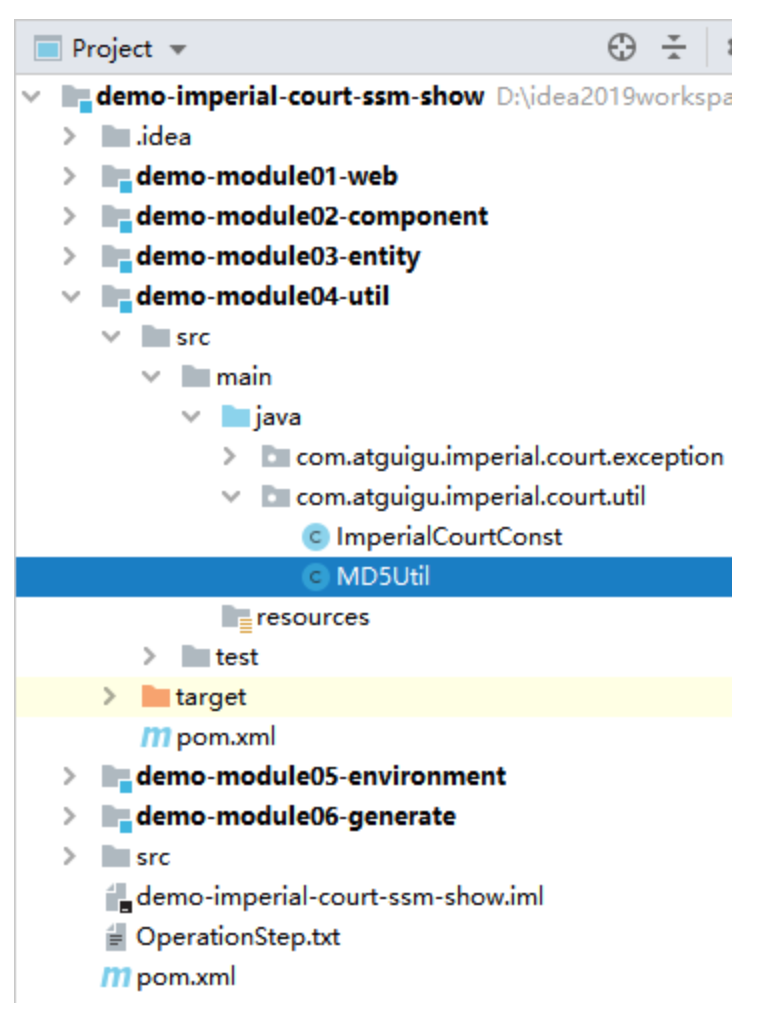 Project
demo-imperial-court-ssm-show D:\idea2019workspa
.idea
demo-module01-web
demo-module02-component
demo-module03-entity
demo-module04-util
src
main
java
com.atguigu.imperial.court.exception
com.atguigu.imperial.court.util
C ImperialCourtConst
C MD5Util
resources
test
target
m pom.xml
demo-module05-environment
demo-module06-generate
src
demo-imperial-court-ssm-show.iml
OperationStep.txt
m pom.xml